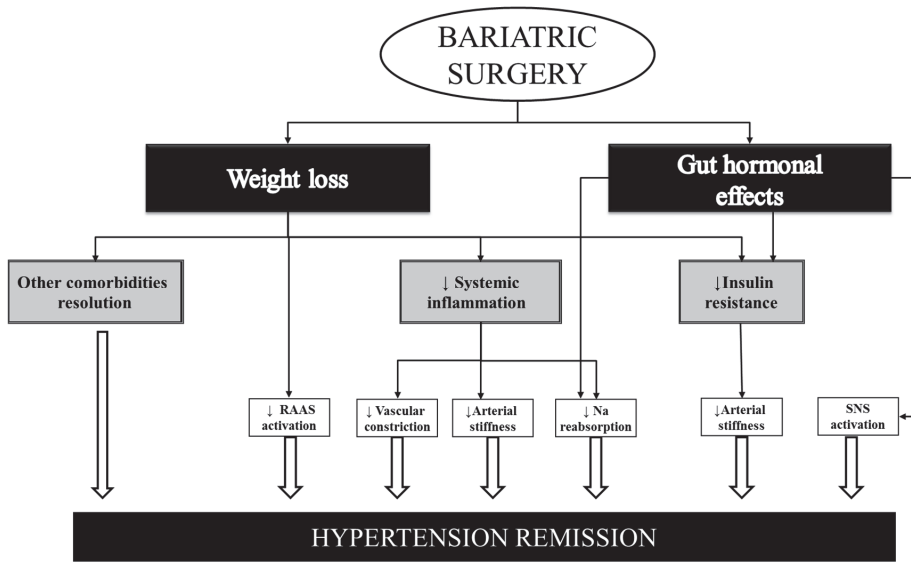 BARIATRIC
SURGERY
Weight loss
Gut hormonal
effects
Other comorbidities
resolution
↓ Systemic
inflammation
↓Insulin
resistance
↓ RAAS
activation
↓Vascular
constriction
↓Arterial
stiffness
↓ Na
reabsorption
↓Arterial
stiffness
SNS
activation
HYPERTENSION REMISSION